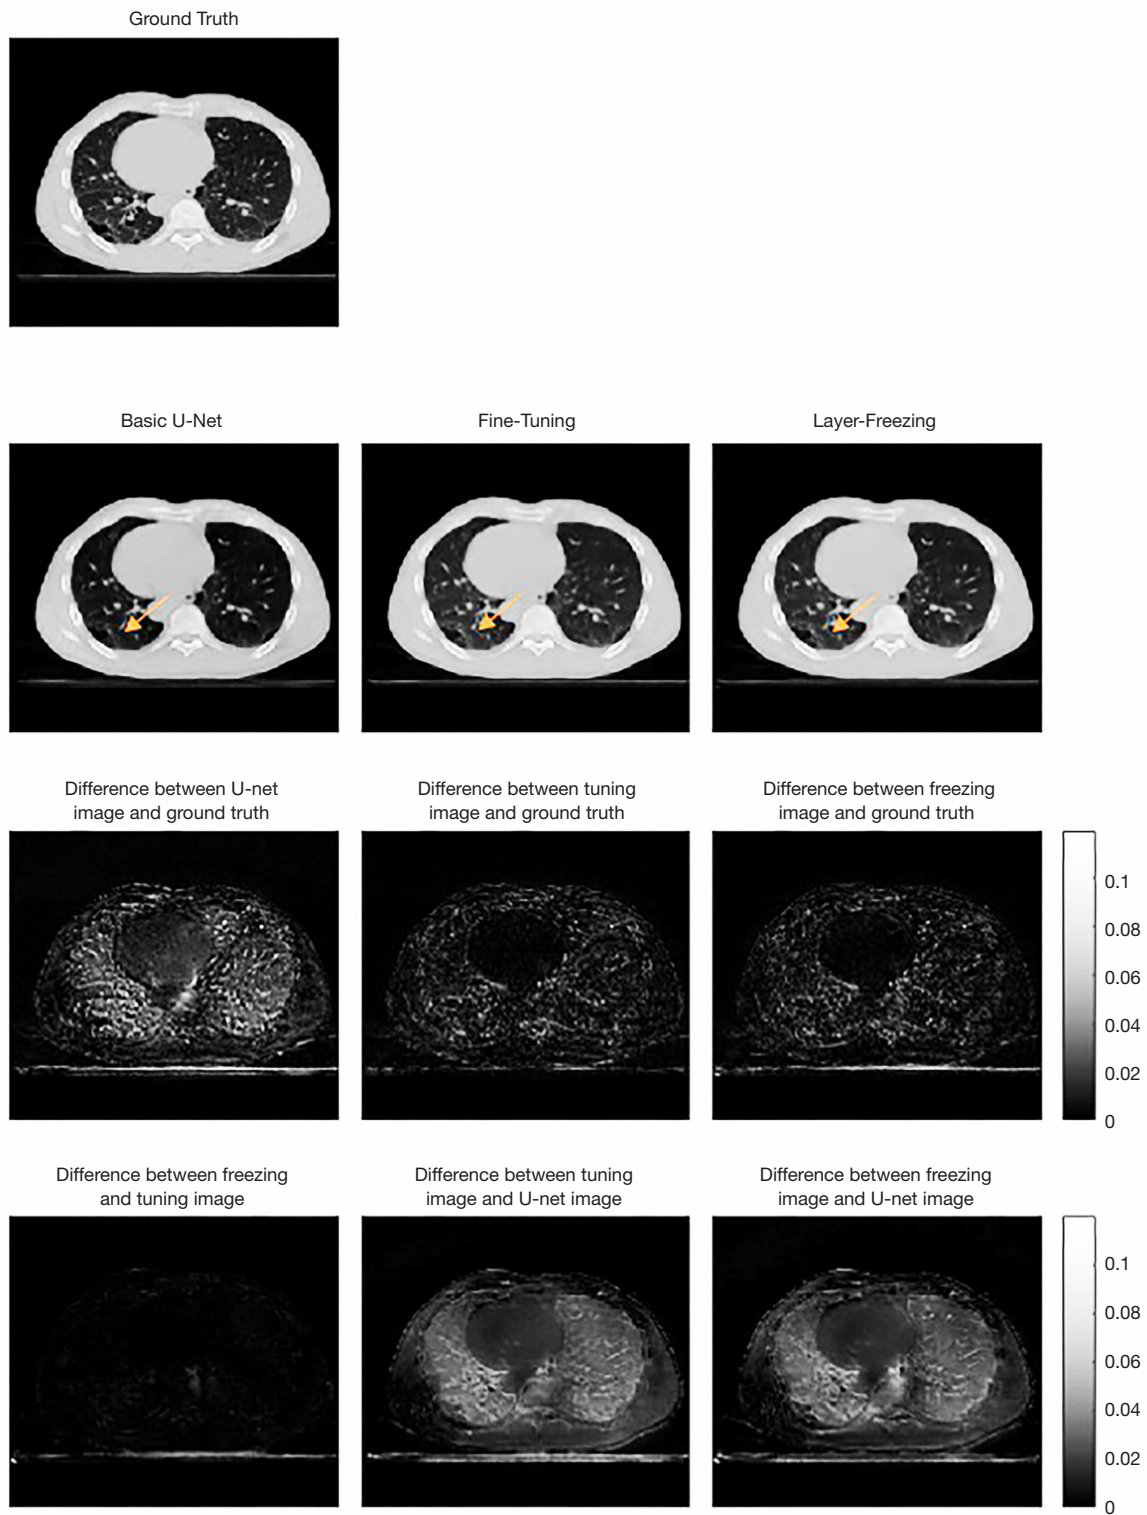 Ground Truth
Basic U-Net
Fine-Tuning
Layer-Freezing
Difference between U-net
image and ground truth
Difference between tuning
image and ground truth
Difference between freezing
image and ground truth
0.1
0.08
0.06
0.04
0.02
0
Difference between freezing
and tuning image
Difference between tuning
image and U-net image
Difference between freezing
image and U-net image
0.1
0.08
0.06
0.04
0.02
0